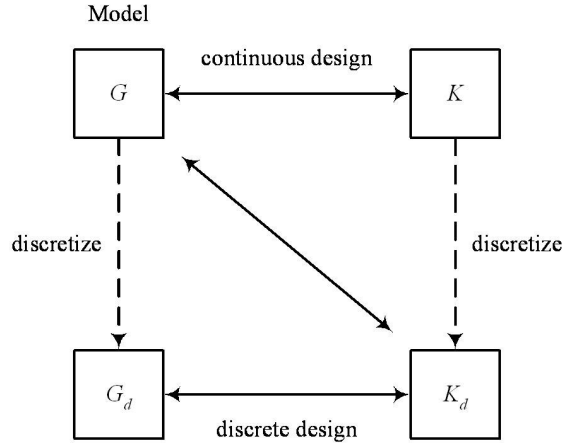 Model
continuous design
G
K
discretize
discretize
G_d
K_d
discrete design